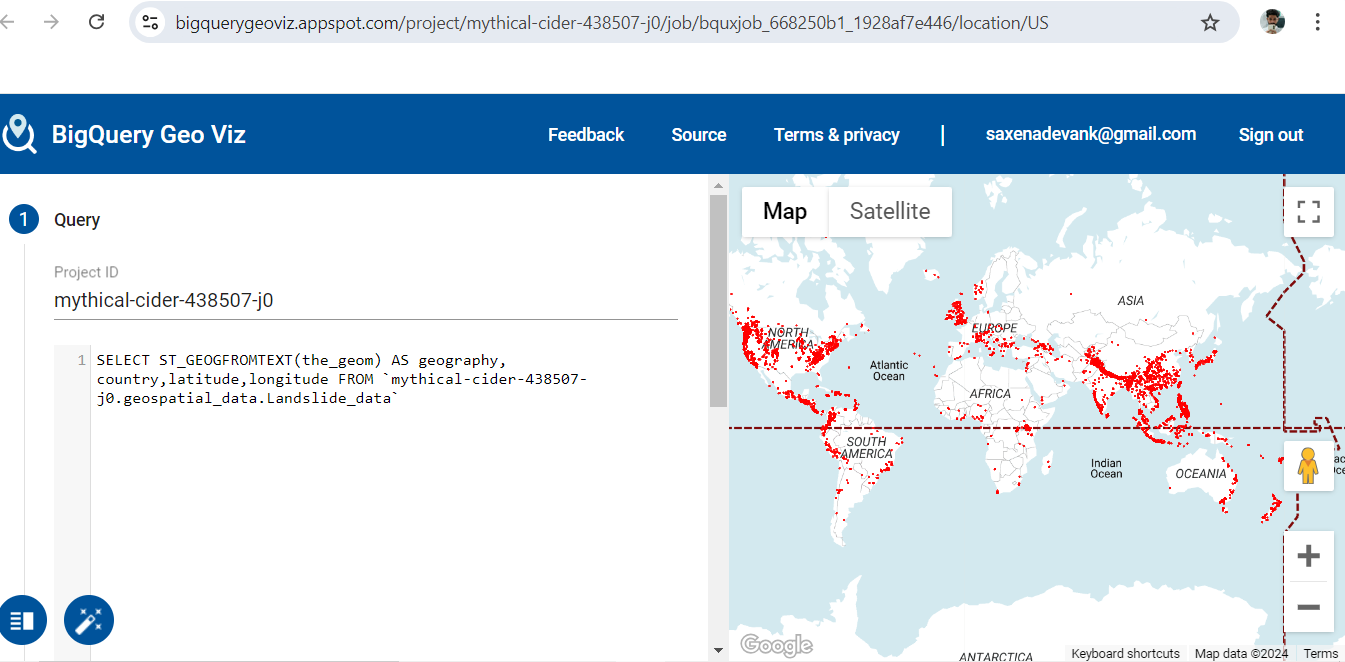 bigquerygeoviz.appspot.com/project/mythical-cider-438507-j0/job/bquxjob_668250b1_1928af7e446/location/US
BigQuery Geo Viz
Feedback
Source
Terms & privacy
|
saxenadevank@gmail.com
Sign out
1
Query
Project ID
mythical-cider-438507-j0
1
SELECT ST_GEOGFROMTEXT(the_geom) AS geography,
country,latitude,longitude FROM `mythical-cider-438507-
j0.geospatial_data.Landslide_data`
Map
Satellite
ASIA
NORTH
AMERICA
EUROPE
Atlantic
Ocean
AFRICA
SOUTH
AMERICA
Indian
Ocean
OCEANIA
ANTARCTICA
Google
Keyboard shortcuts
Map data ©2024
Terms